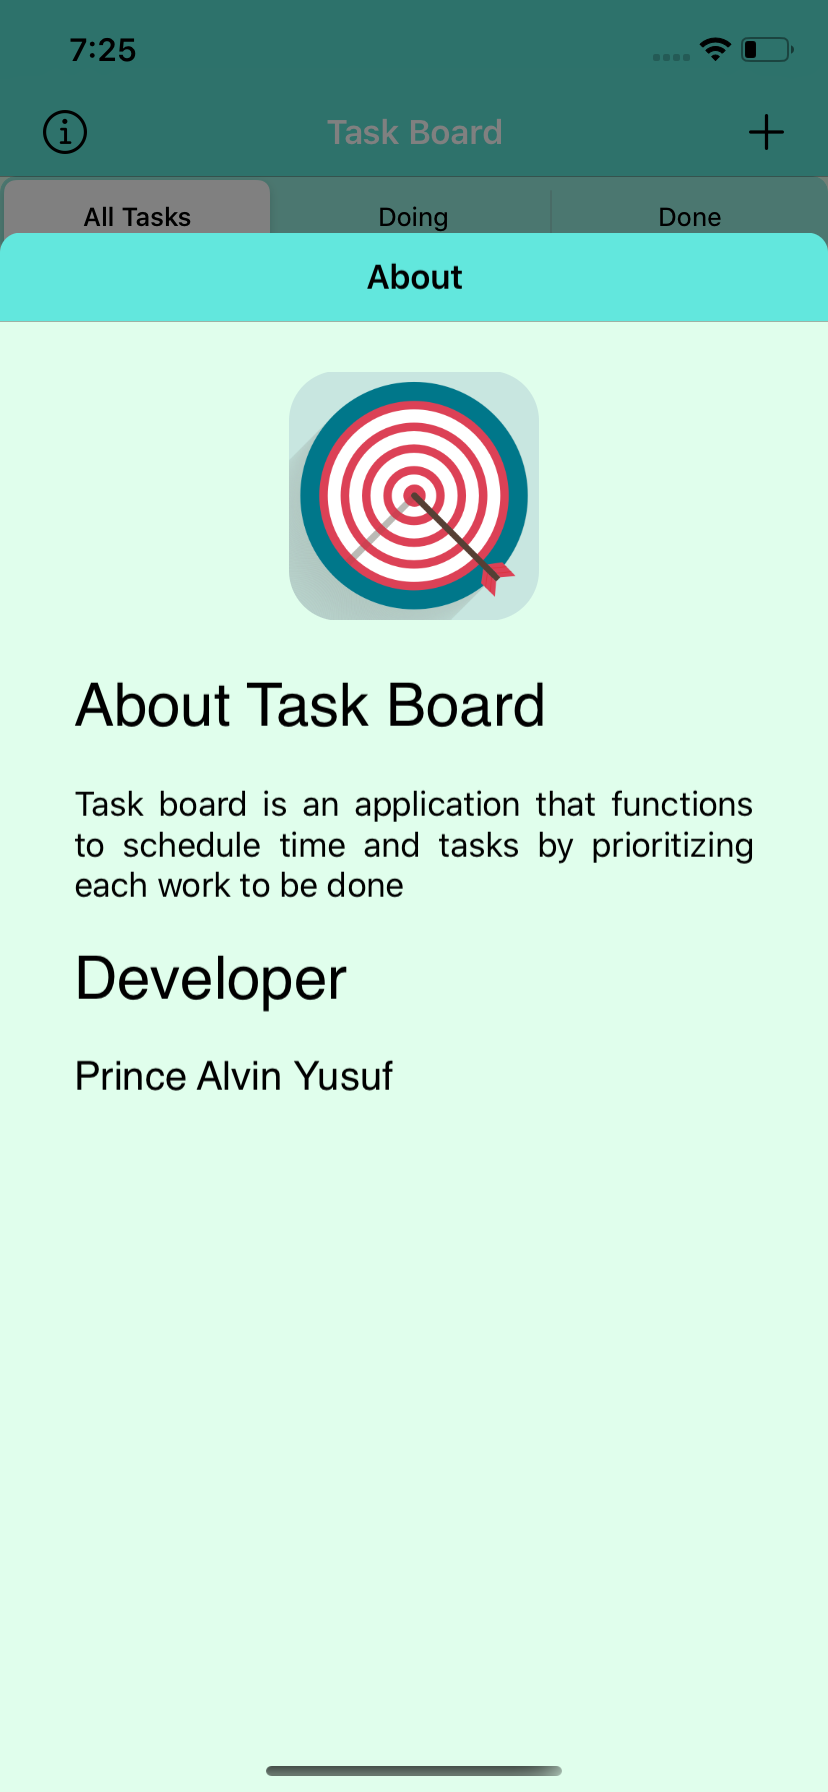 7:25
Task Board
All Tasks Doing Done
About
About Task Board
Task board is an application that functions
to schedule time and tasks by prioritizing
each work to be done
Developer
Prince Alvin Yusuf